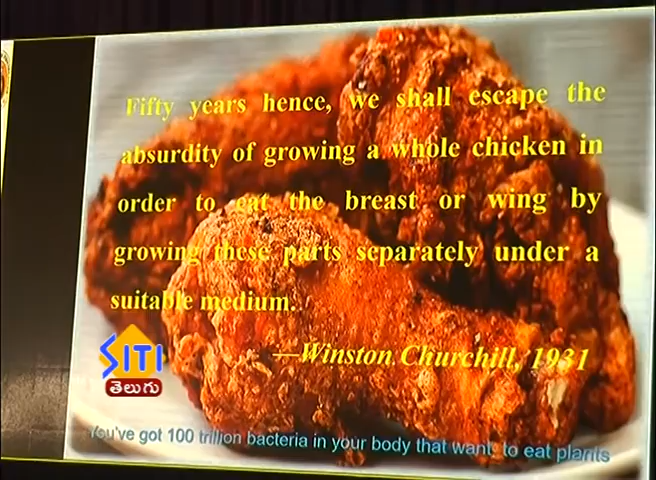 Fifty years hence, we shall escape the
absurdity of growing a whole chicken in
order to eat the breast or wing by
growing these parts separately under a
suitable medium.
—Winston Churchill, 1931
SITI
తెలుగు
You've got 100 trillion bacteria in your body that want to eat plants